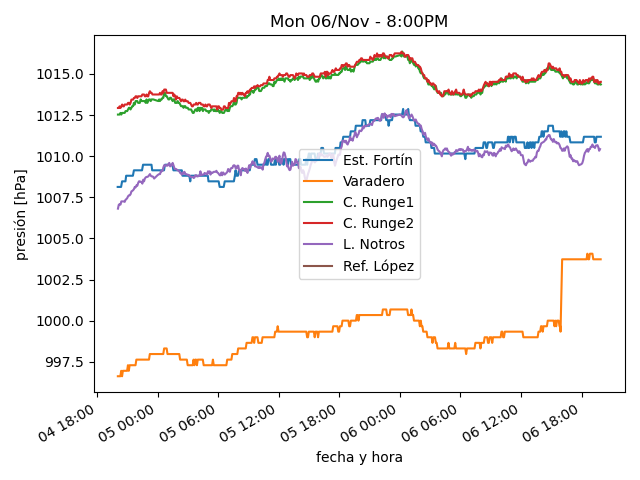 Mon 06/Nov - 8:00PM
presión [hPa]
1015.0
1012.5
1010.0
1007.5
1005.0
1002.5
1000.0
997.5
Est. Fortín
Varadero
C. Runge1
C. Runge2
L. Notros
Ref. López
04 18:00
05 00:00
05 06:00
05 12:00
05 18:00
06 00:00
06 06:00
06 12:00
06 18:00
fecha y hora